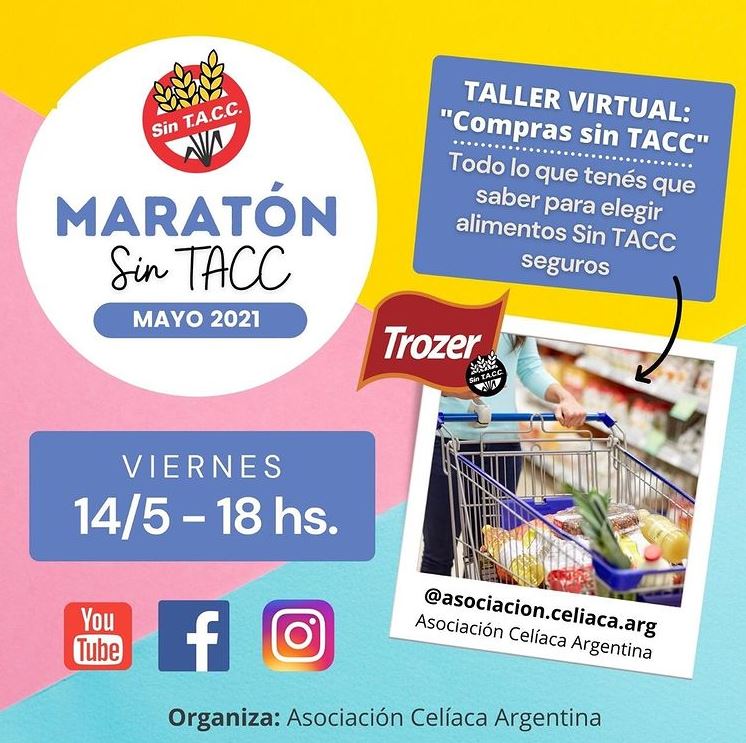 Sin T.A.C.C.
MARATÓN
Sin TACC
MAYO 2021
TALLER VIRTUAL:
"Compras sin TACC"
Todo lo que tenés que
saber para elegir
alimentos Sin TACC
seguros
Trozer
Sin T.A.C.C.
VIERNES
14/5 - 18 hs.
@asociacion.celiaca.arg
Asociación Celíaca Argentina
You
Tube
f
Organiza: Asociación Celíaca Argentina